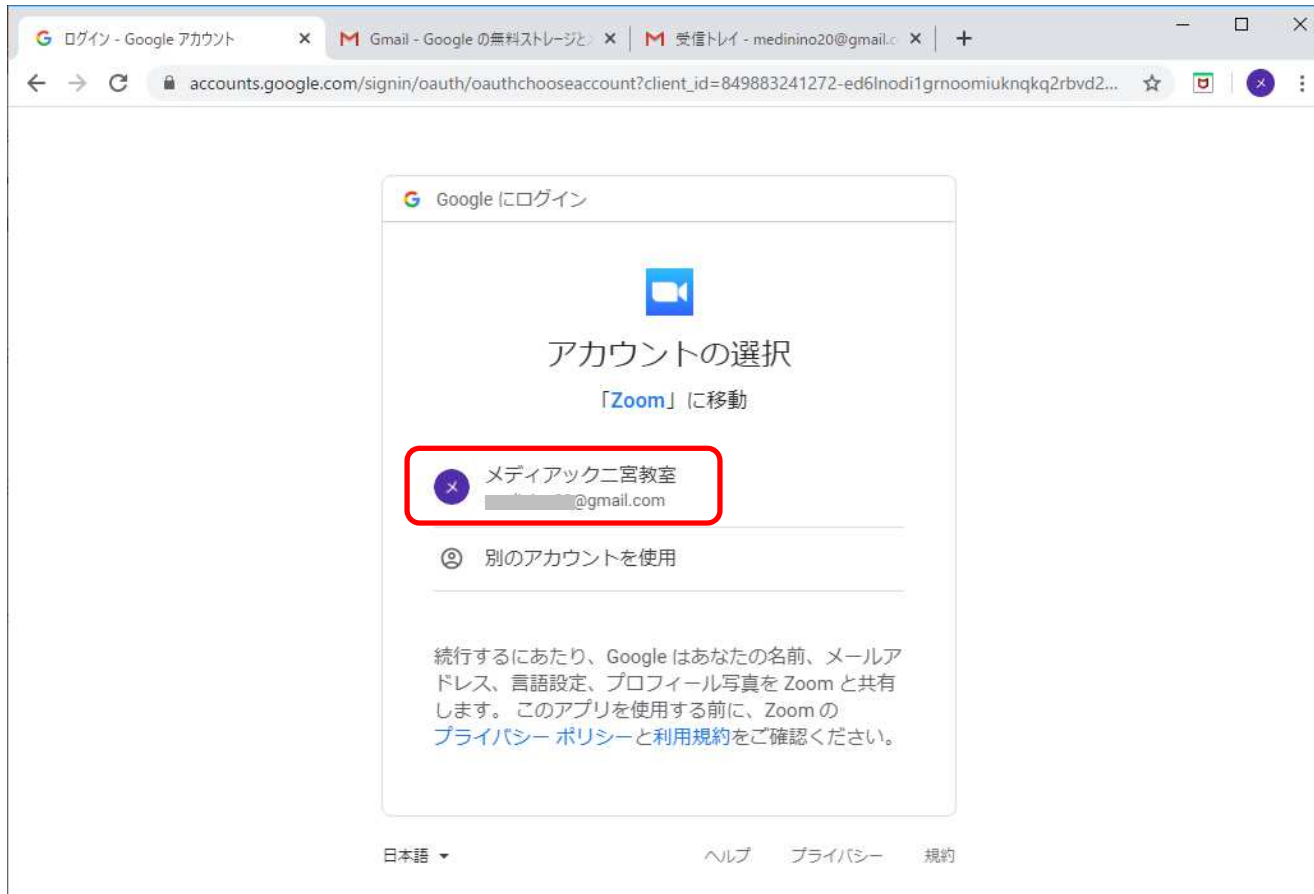 ログイン - Google アカウント
Gmail - Google の無料ストレージと
受信トレイ - medinino20@gmail.c
accounts.google.com/signin/oauth/oauthchooseaccount?client_id=849883241272-ed6lnodi1grnoomiuknqkq2rbvd2...
G Google にログイン
アカウントの選択
「Zoom」に移動
メ メディアック二宮教室
@gmail.com
別のアカウントを使用
続行するにあたり、Google はあなたの名前、メールア
ドレス、言語設定、プロフィール写真を Zoom と共有
します。 このアプリを使用する前に、Zoom の
プライバシー ポリシーと利用規約をご確認ください。
日本語 ヘルプ プライバシー 規約